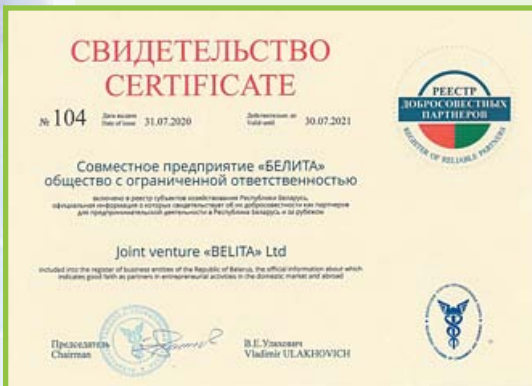 СВИДЕТЕЛЬСТВО
CERTIFICATE
№ 104 Дата выдачи 31.07.2020 Действительно до 30.07.2021
Date of issue Valid until
РЕЕСТР
ДОБРОСОВЕСТНЫХ
ПАРТНЕРОВ
REGISTER OF RELIABLE PARTNERS
Совместное предприятие «БЕЛИТА»
общество с ограниченной ответственностью
включено в реестр субъектов хозяйствования Республики Беларусь,
официальная информация о которых свидетельствует об их добросовестности как партнеров
для предпринимательской деятельности в Республике Беларусь и за рубежом
Joint venture «BELITA» Ltd
included into the register of business entities of the Republic of Belarus, the official information about which
indicates good faith as partners in entrepreneurial activities in the domestic market and abroad
Председатель В.Е.Улахович
Chairman Vladimir ULAKHOVICH